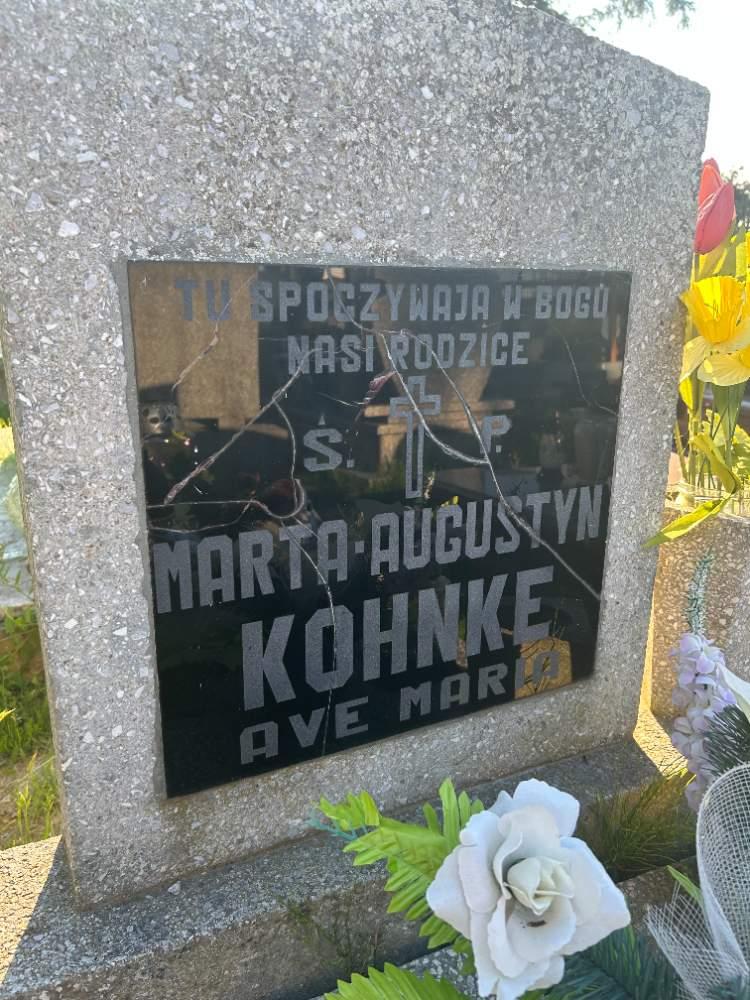 TU SPOCZYWAJA W BOGU
NASI RODZICE
Ś. P.
MARTA-AUGUSTYN
KOHNKE
AVE MARIA